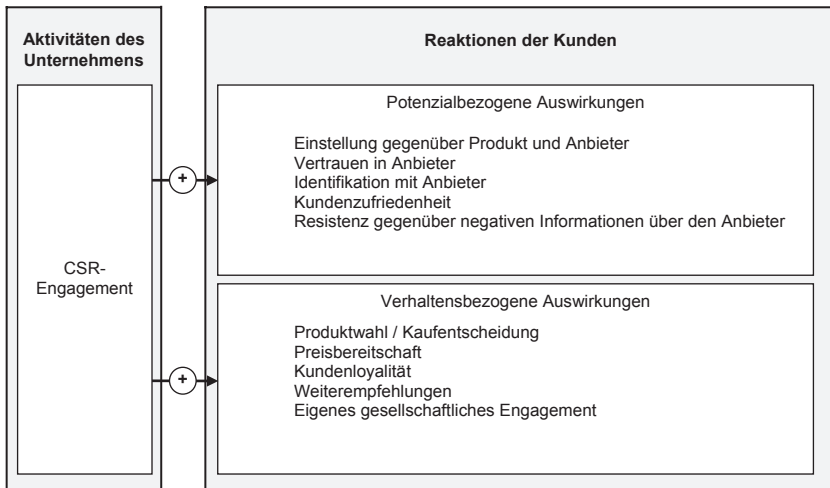 Aktivitäten des
Unternehmens
CSR-
Engagement
+
+
Reaktionen der Kunden
Potenzialbezogene Auswirkungen
Einstellung gegenüber Produkt und Anbieter
Vertrauen in Anbieter
Identifikation mit Anbieter
Kundenzufriedenheit
Resistenz gegenüber negativen Informationen über den Anbieter
Verhaltensbezogene Auswirkungen
Produktwahl / Kaufentscheidung
Preisbereitschaft
Kundenloyalität
Weiterempfehlungen
Eigenes gesellschaftliches Engagement